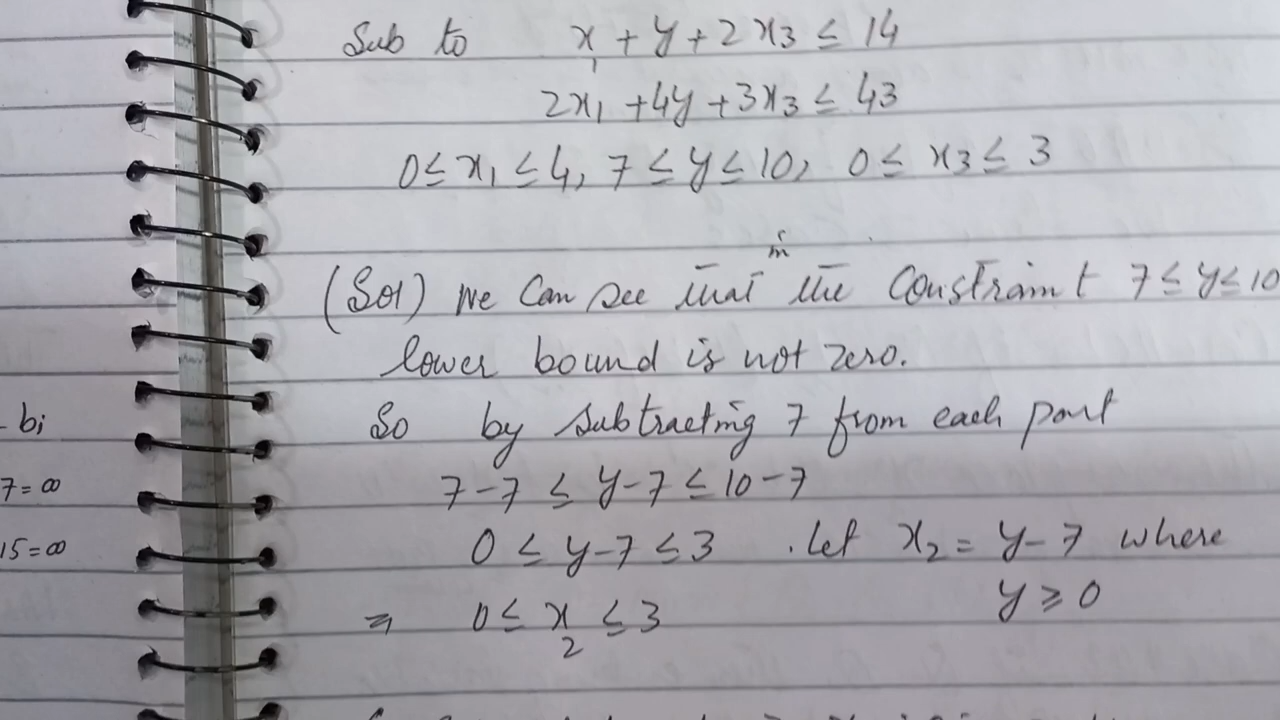 Sub to x₁ + y + 2x₃ ≤ 14
2x₁ + 4y + 3x₃ ≤ 43
0 ≤ x₁ ≤ 4, 7 ≤ y ≤ 10, 0 ≤ x₃ ≤ 3
(Sol) we can see that in the constraint 7 ≤ y ≤ 10
lower bound is not zero.
So by subtracting 7 from each part
7-7 ≤ y-7 ≤ 10-7
0 ≤ y-7 ≤ 3 . Let x₂ = y-7 where
y ≥ 0
⇒ 0 ≤ x₂ ≤ 3
- bi
7 = ∞
15 = ∞